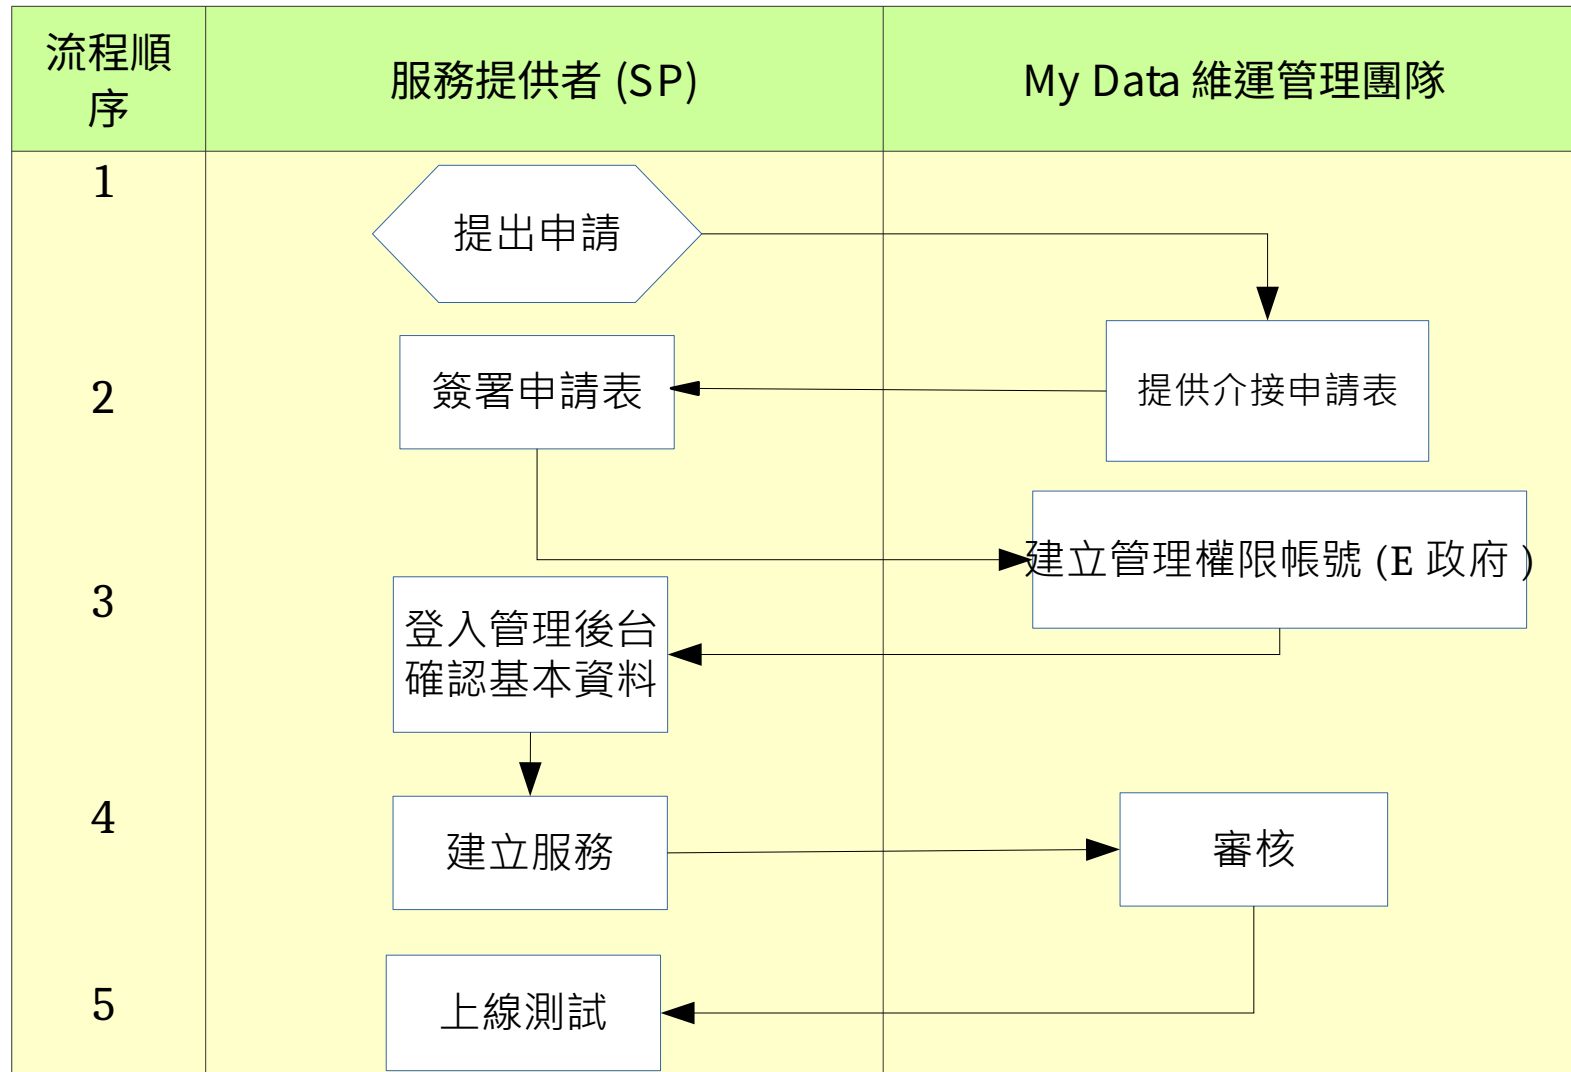 流程順
序
服務提供者 (SP)
My Data 維運管理團隊
1
提出申請
2
簽署申請表
提供介接申請表
建立管理權限帳號 (E 政府 )
3
登入管理後台
確認基本資料
4
建立服務
審核
5
上線測試